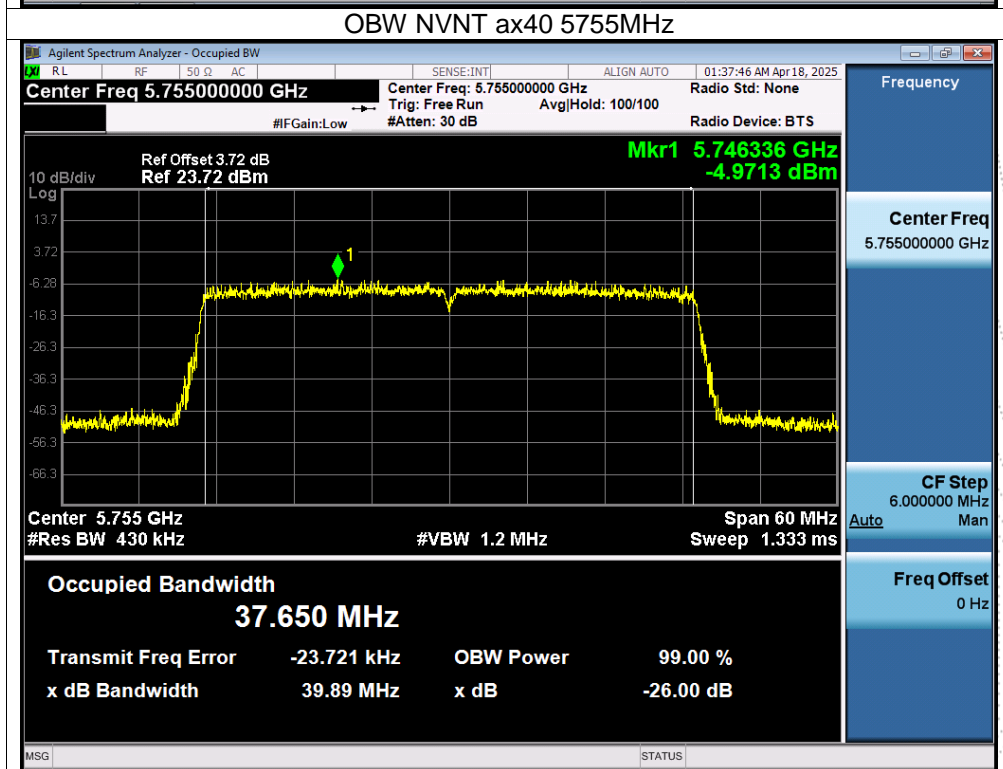 OBW NVNT ax40 5755MHz
Agilent Spectrum Analyzer - Occupied BW
LXI RL RF 50 Ω AC SENSE:INT ALIGN AUTO 01:37:46 AM Apr 18, 2025
Center Freq 5.755000000 GHz Center Freq: 5.755000000 GHz Radio Std: None
Trig: Free Run Avg|Hold: 100/100
#IFGain:Low #Atten: 30 dB Radio Device: BTS
Frequency
Mkr1 5.746336 GHz
-4.9713 dBm
Ref Offset 3.72 dB
10 dB/div Ref 23.72 dBm
Log
13.7
3.72
-6.28
-16.3
-26.3
-36.3
-46.3
-56.3
-66.3
1
Center 5.755 GHz Span 60 MHz
#Res BW 430 kHz #VBW 1.2 MHz Sweep 1.333 ms
Center Freq
5.755000000 GHz
CF Step
6.000000 MHz
Auto Man
Freq Offset
0 Hz
Occupied Bandwidth
37.650 MHz
Transmit Freq Error -23.721 kHz OBW Power 99.00 %
x dB Bandwidth 39.89 MHz x dB -26.00 dB
MSG STATUS